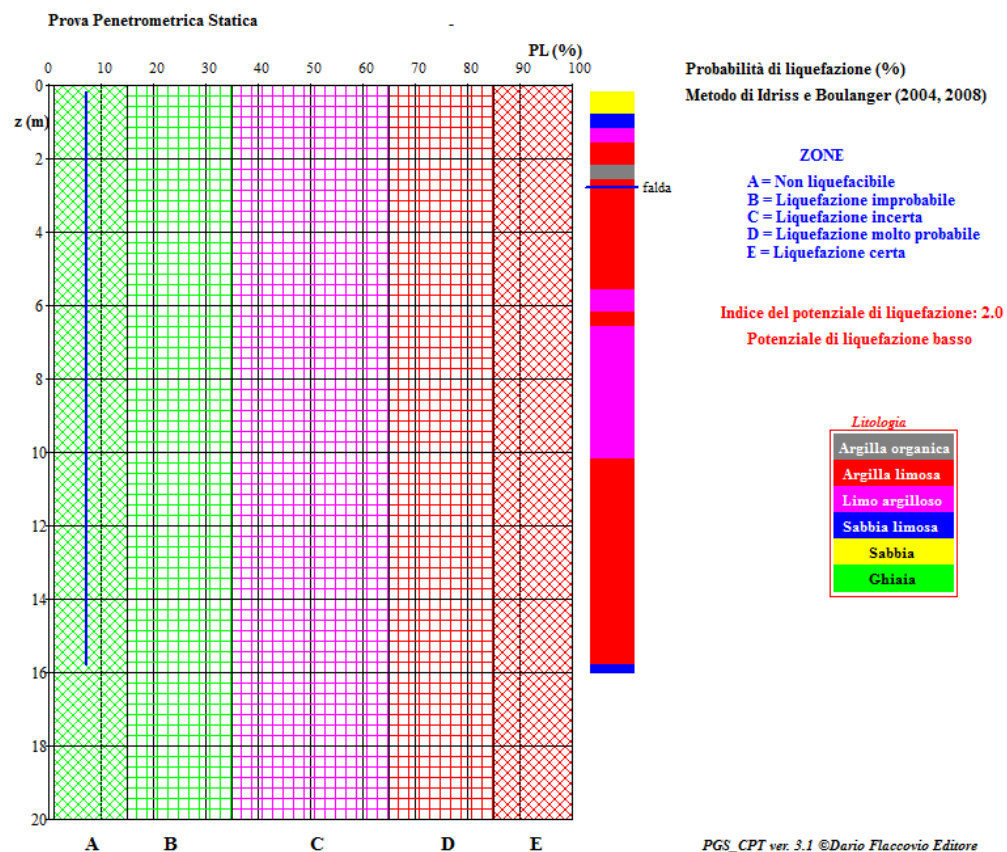 Prova Penetrometrica Statica -
PL (%)
0 10 20 30 40 50 60 70 80 90 100
0
z (m)
2
4
6
8
10
12
14
16
18
20
A B C D E
falda
Probabilità di liquefazione (%)
Metodo di Idriss e Boulanger (2004, 2008)
ZONE
A = Non liquefacibile
B = Liquefazione improbabile
C = Liquefazione incerta
D = Liquefazione molto probabile
E = Liquefazione certa
Indice del potenziale di liquefazione: 2.0
Potenziale di liquefazione basso
Litologia
Argilla organica
Argilla limosa
Limo argilloso
Sabbia limosa
Sabbia
Ghiaia
PGS_CPT ver. 3.1 ©Dario Flaccovio Editore